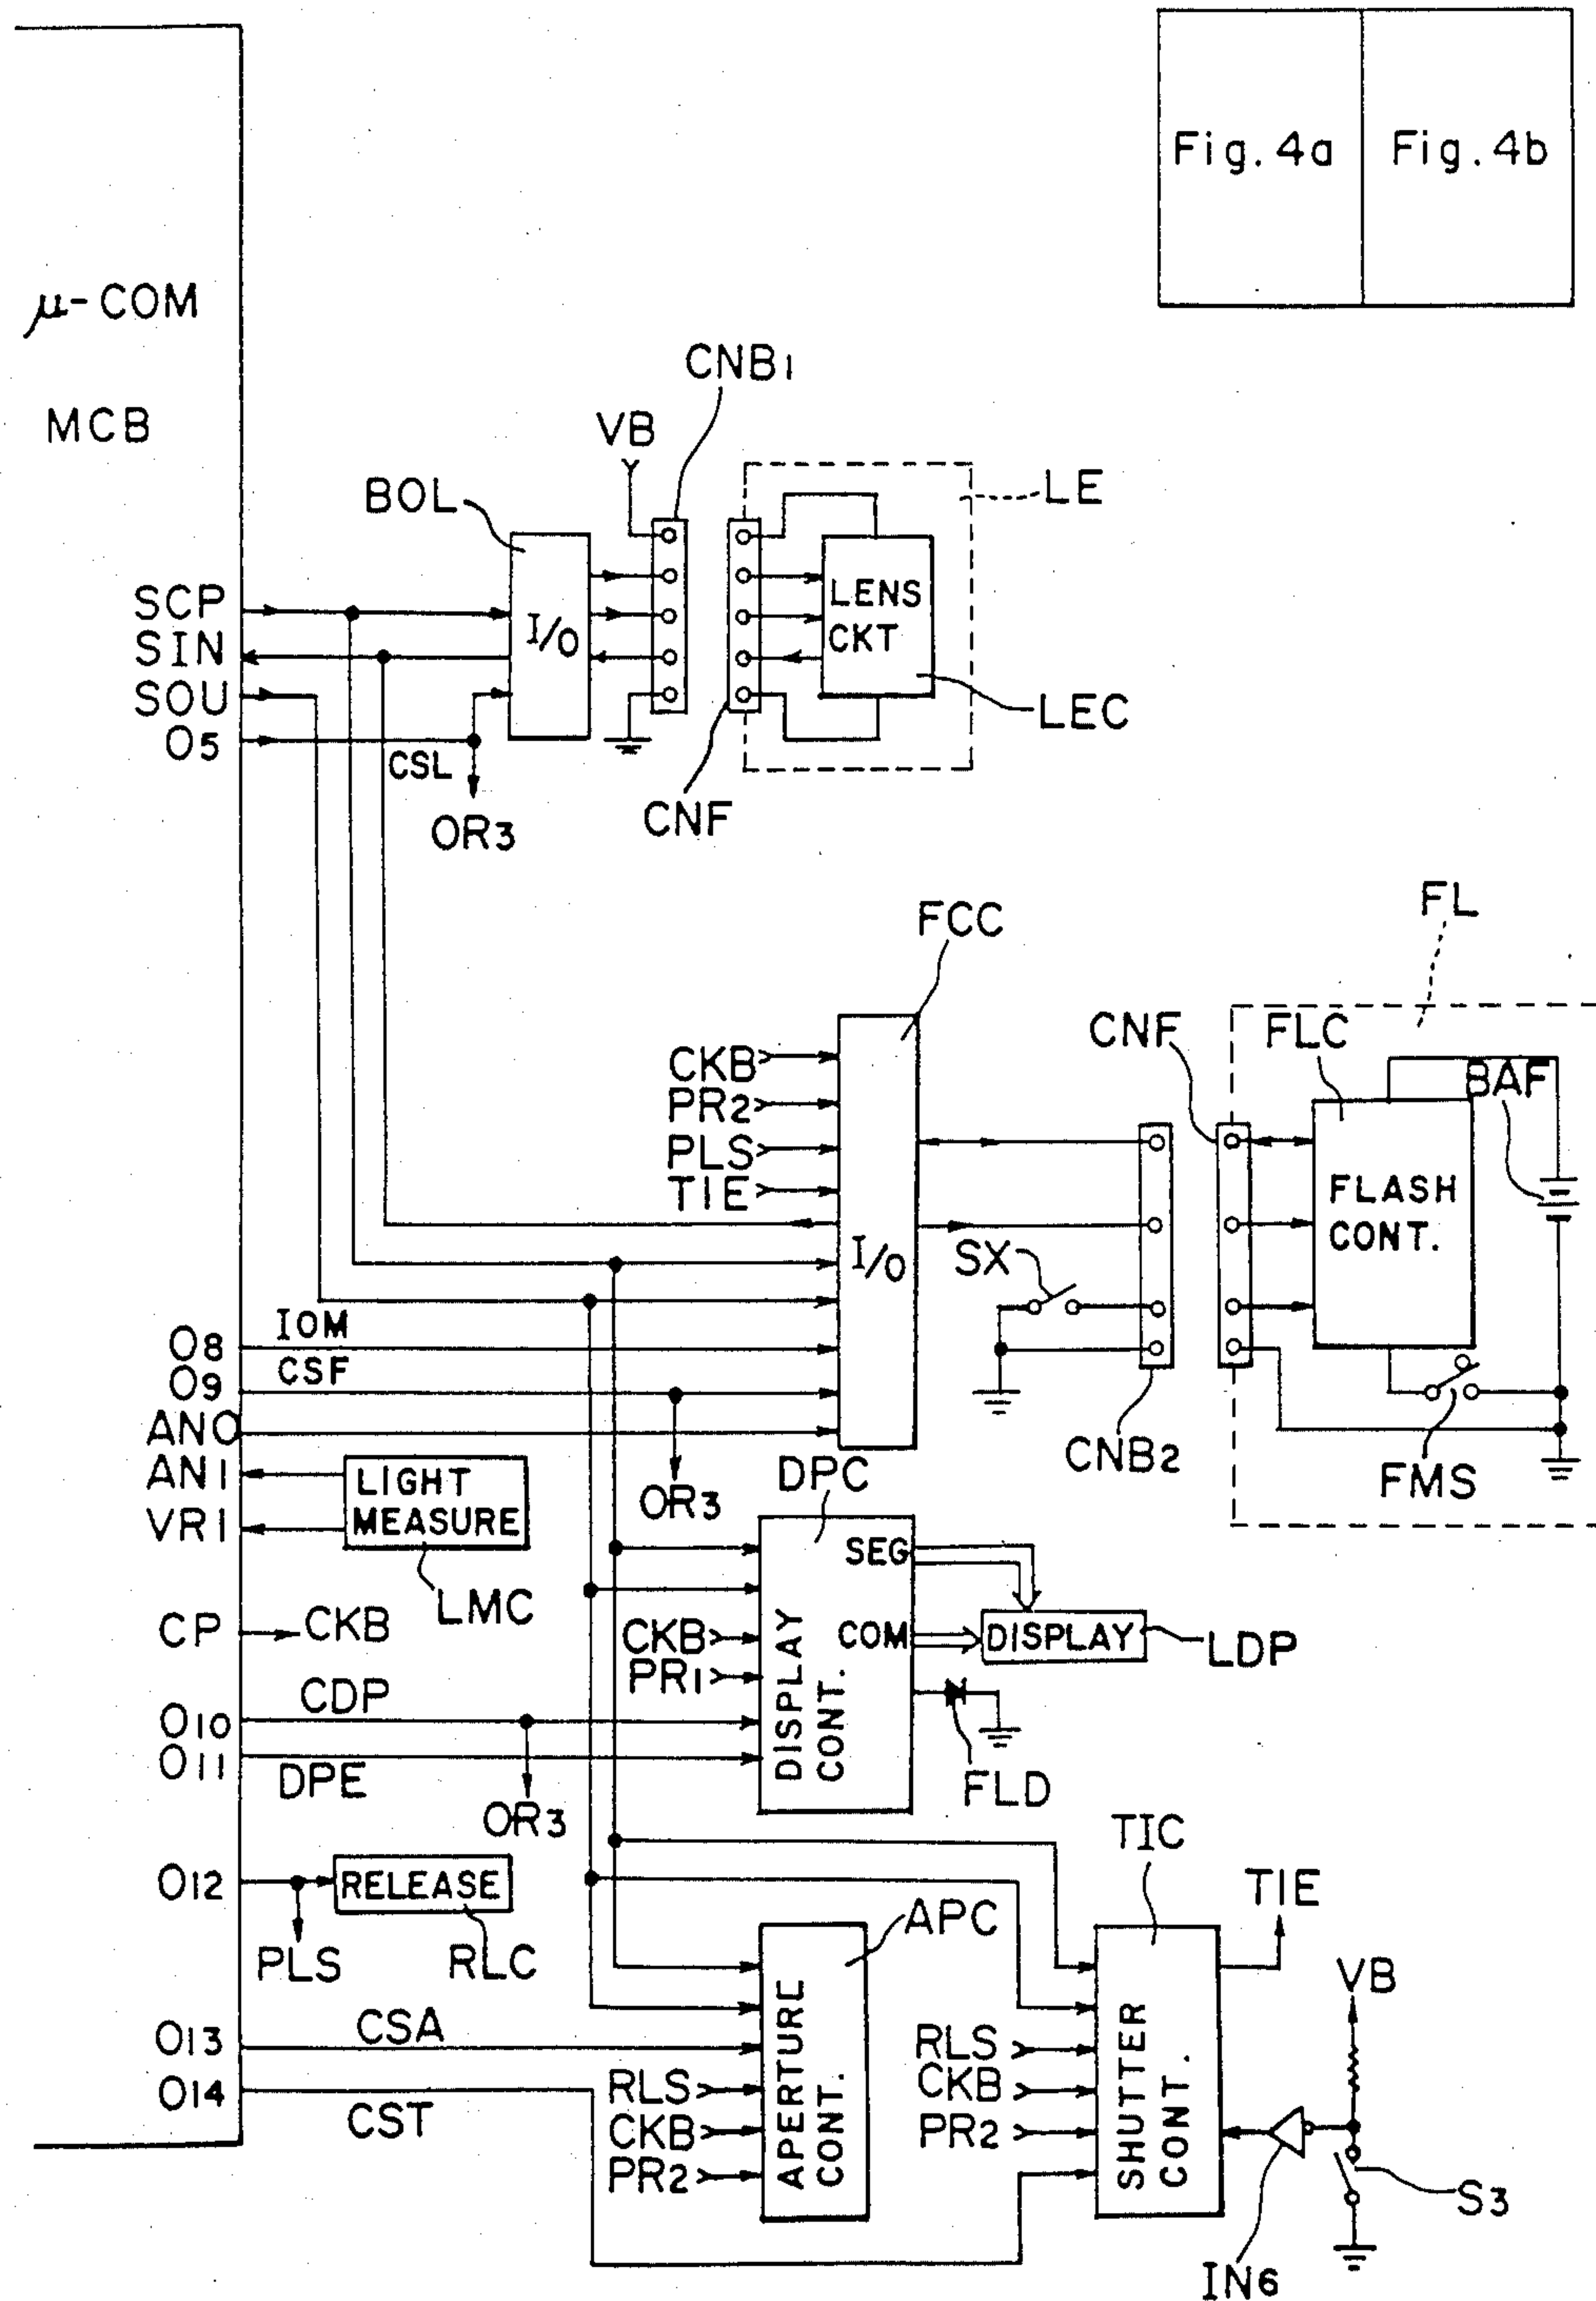 Fig. 4a
Fig. 4b
μ-COM
MCB
CNB1
VB
BOL
LE
SCP
SIN
SOU
O5
I/O
LENS
CKT
LEC
CSL
OR3
CNF
FCC
FL
CNF
FLC
BAF
CKB
PR2
PLS
TIE
I/O
FLASH
CONT.
SX
O8
IOM
O9
CSF
ANO
AN1
VR1
LIGHT
MEASURE
LMC
OR3
DPC
CNB2
FMS
SEG
COM
DISPLAY
LDP
CP
CKB
CKB
PR1
DISPLAY
CONT.
O10
CDP
O11
DPE
OR3
FLD
O12
RELEASE
PLS
RLC
APC
TIC
TIE
VB
O13
CSA
O14
CST
RLS
CKB
PR2
APERTURE
CONT.
RLS
CKB
PR2
SHUTTER
CONT.
S3
IN6